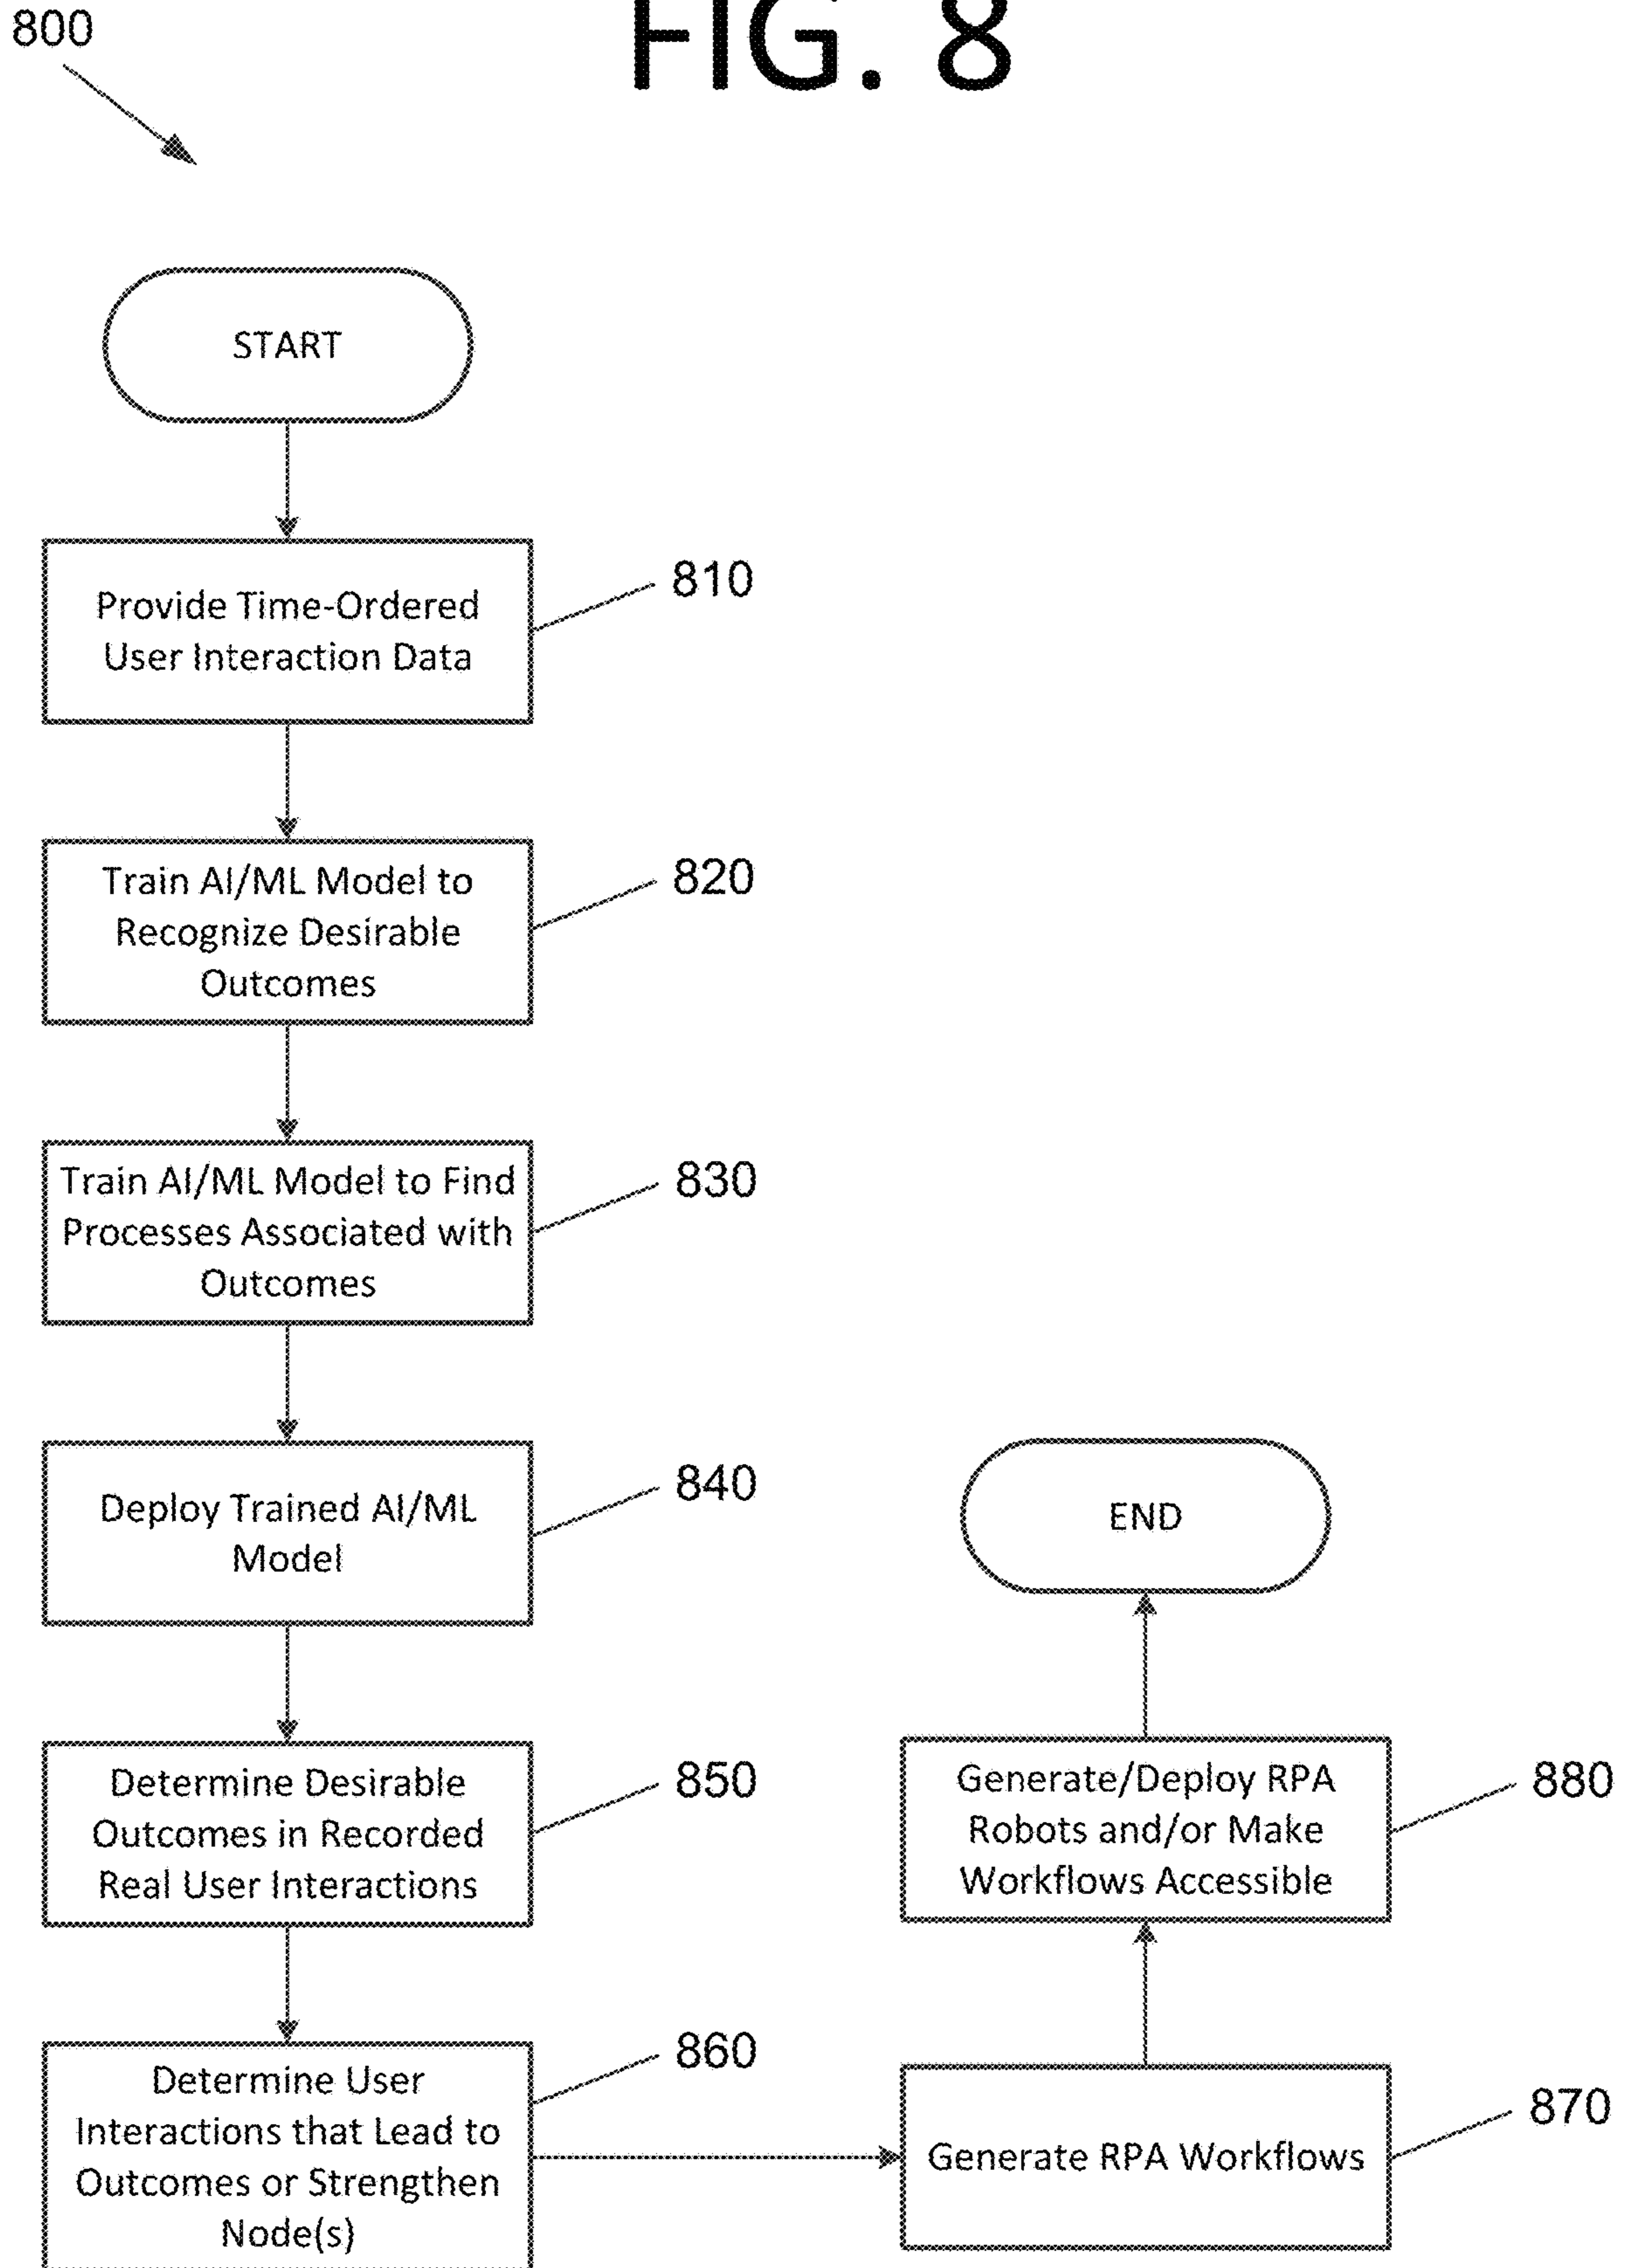 800
FIG. 8
START
Provide Time-Ordered
User Interaction Data
810
Train AI/ML Model to
Recognize Desirable
Outcomes
820
Train AI/ML Model to Find
Processes Associated with
Outcomes
830
Deploy Trained AI/ML
Model
840
Determine Desirable
Outcomes in Recorded
Real User Interactions
850
Determine User
Interactions that Lead to
Outcomes or Strengthen
Node(s)
860
Generate RPA Workflows
870
Generate/Deploy RPA
Robots and/or Make
Workflows Accessible
880
END